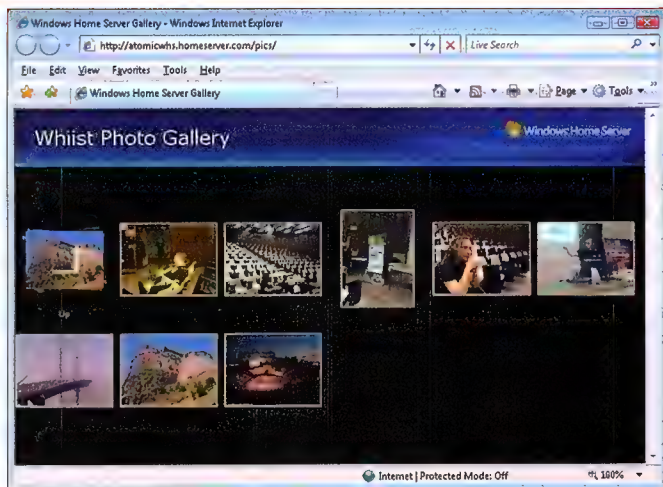 Windows Home Server Gallery - Windows Internet Explorer
http://atomicwhs.homeserver.com/pics/
Live Search
File Edit View Favorites Tools Help
Windows Home Server Gallery
Page Tools
Whiist Photo Gallery
Windows Home Server
Up
Internet | Protected Mode: Off
100%